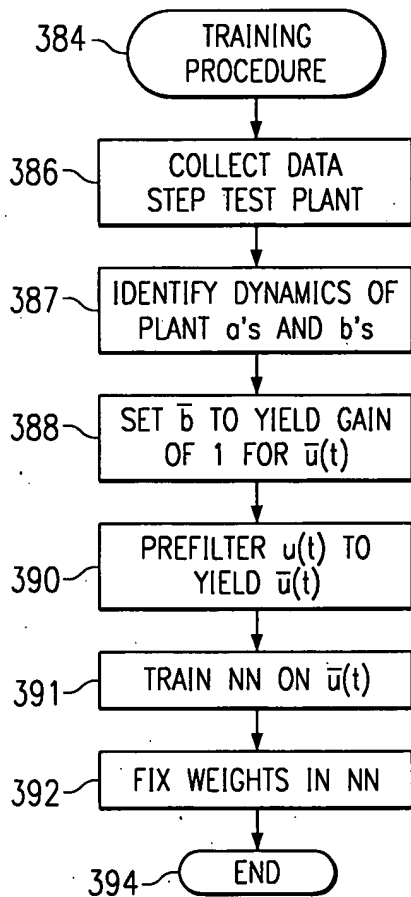 384
TRAINING
PROCEDURE
386
COLLECT DATA
STEP TEST PLANT
387
IDENTIFY DYNAMICS OF
PLANT a's AND b's
388
SET b̅ TO YIELD GAIN
OF 1 FOR u̅(t)
390
PREFILTER u(t) TO
YIELD u̅(t)
391
TRAIN NN ON u̅(t)
392
FIX WEIGHTS IN NN
394
END